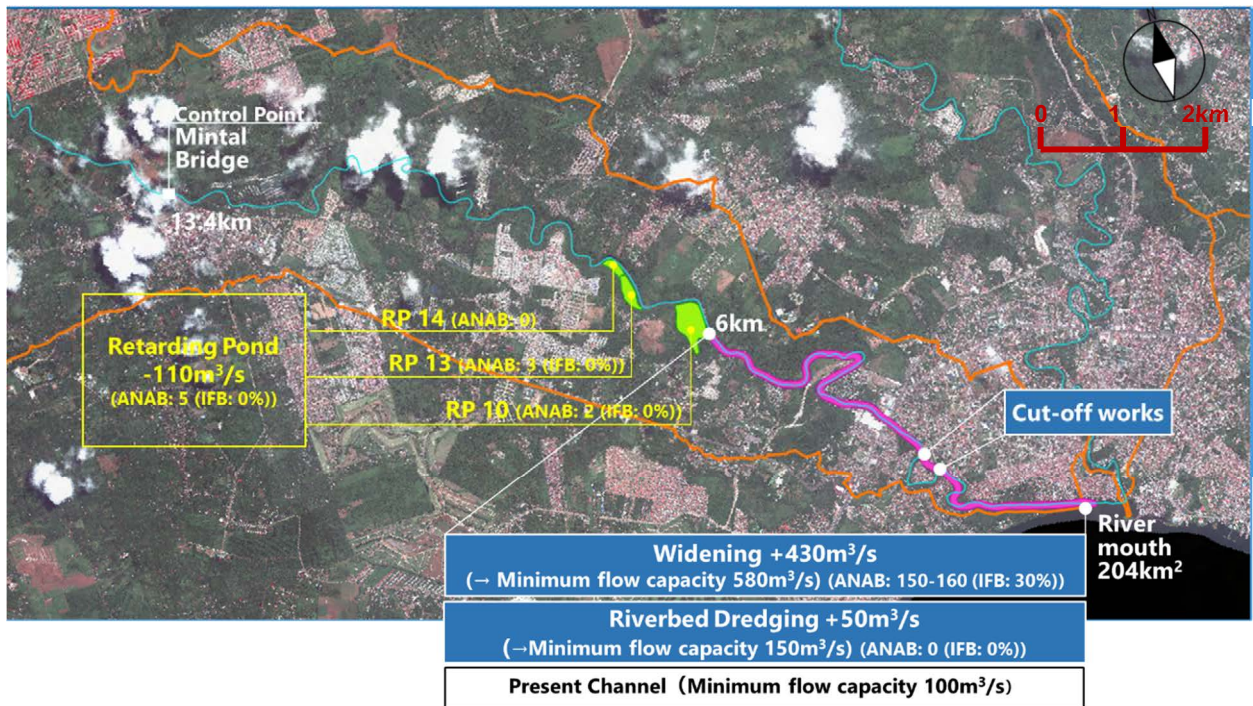 Control Point
Mintal
Bridge
13.4km
0 1 2km
RP 14 (ANAB: 0)
Retarding Pond
-110m³/s
(ANAB: 5 (IFB: 0%))
RP 13 (ANAB: 3 (IFB: 0%))
RP 10 (ANAB: 2 (IFB: 0%))
6km
Cut-off works
River
mouth
204km²
Widening +430m³/s
(→ Minimum flow capacity 580m³/s) (ANAB: 150-160 (IFB: 30%))
Riverbed Dredging +50m³/s
(→Minimum flow capacity 150m³/s) (ANAB: 0 (IFB: 0%))
Present Channel (Minimum flow capacity 100m³/s)